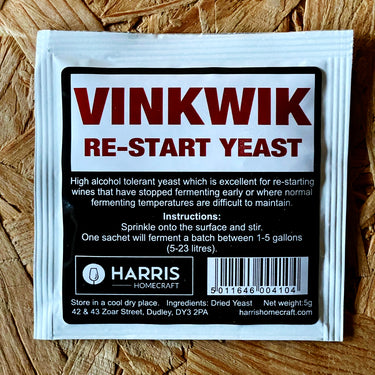 VINKWIK
RE-START YEAST
High alcohol tolerant yeast which is excellent for re-starting
wines that have stopped fermenting early or where normal
fermenting temperatures are difficult to maintain.
Instructions:
Sprinkle onto the surface and stir.
One sachet will ferment a batch between 1-5 gallons
(5-23 litres).
HARRIS
HOMECRAFT
5 011646 004104
Store in a cool dry place. Ingredients: Dried Yeast Net weight:5g
42 & 43 Zoar Street, Dudley, DY3 2PA harrishomecraft.com